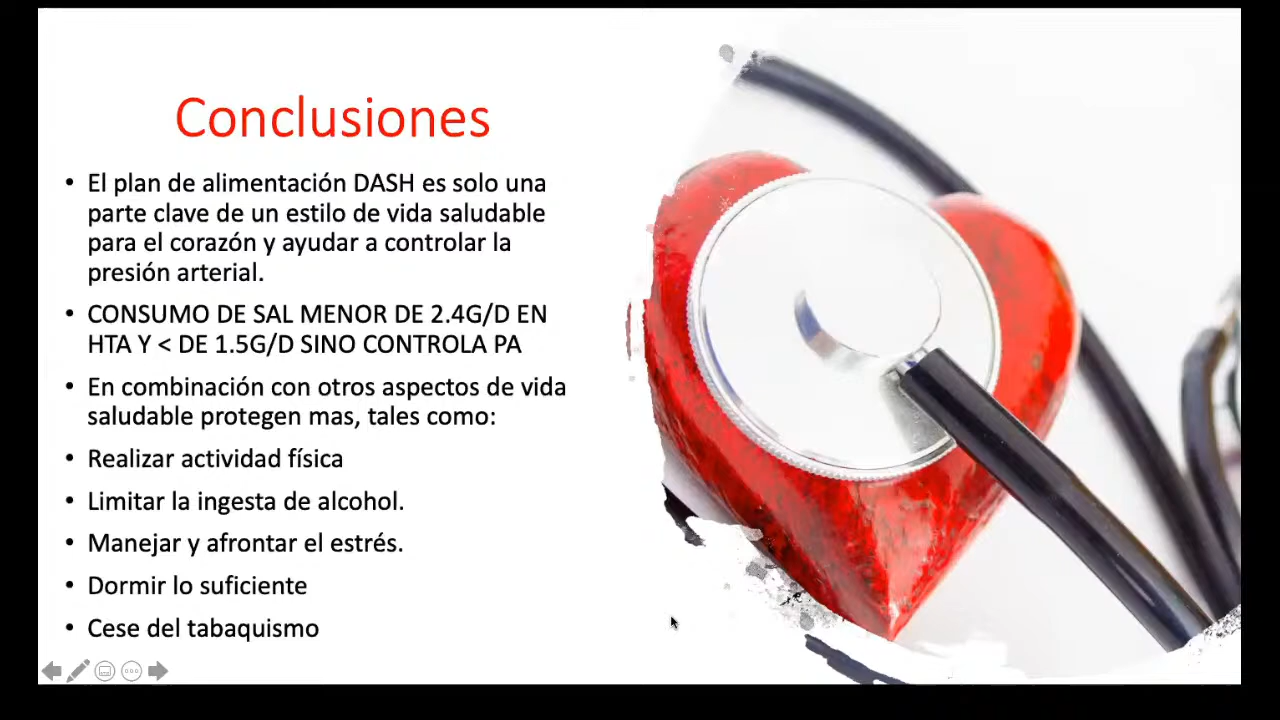 Conclusiones
• El plan de alimentación DASH es solo una
parte clave de un estilo de vida saludable
para el corazón y ayudar a controlar la
presión arterial.
• CONSUMO DE SAL MENOR DE 2.4G/D EN
HTA Y < DE 1.5G/D SINO CONTROLA PA
• En combinación con otros aspectos de vida
saludable protegen mas, tales como:
• Realizar actividad física
• Limitar la ingesta de alcohol.
• Manejar y afrontar el estrés.
• Dormir lo suficiente
• Cese del tabaquismo